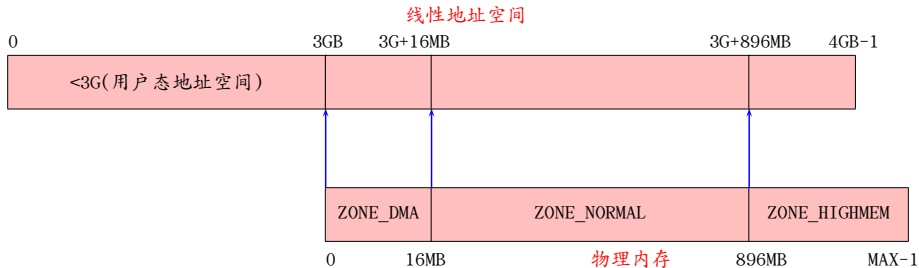 线性地址空间
0 3GB 3G+16MB 3G+896MB 4GB-1
<3G(用户态地址空间)
ZONE_DMA ZONE_NORMAL ZONE_HIGHMEM
0 16MB 物理内存 896MB MAX-1